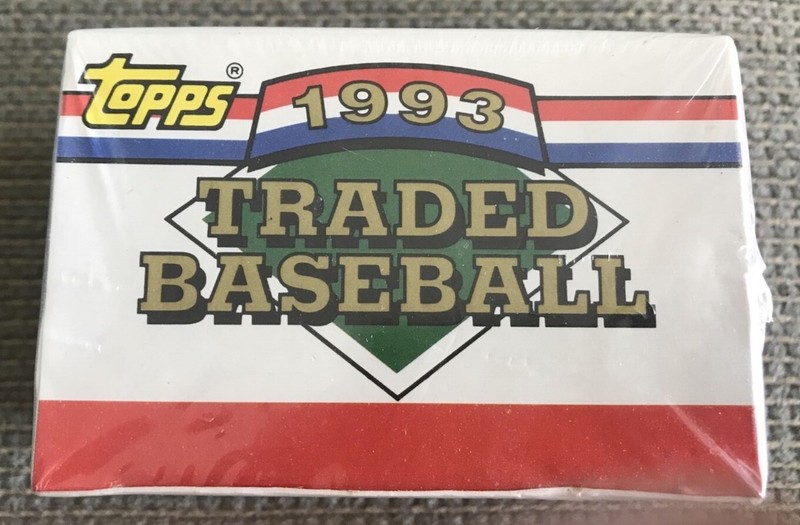 TOPPS®
1993
TRADED
BASEBALL